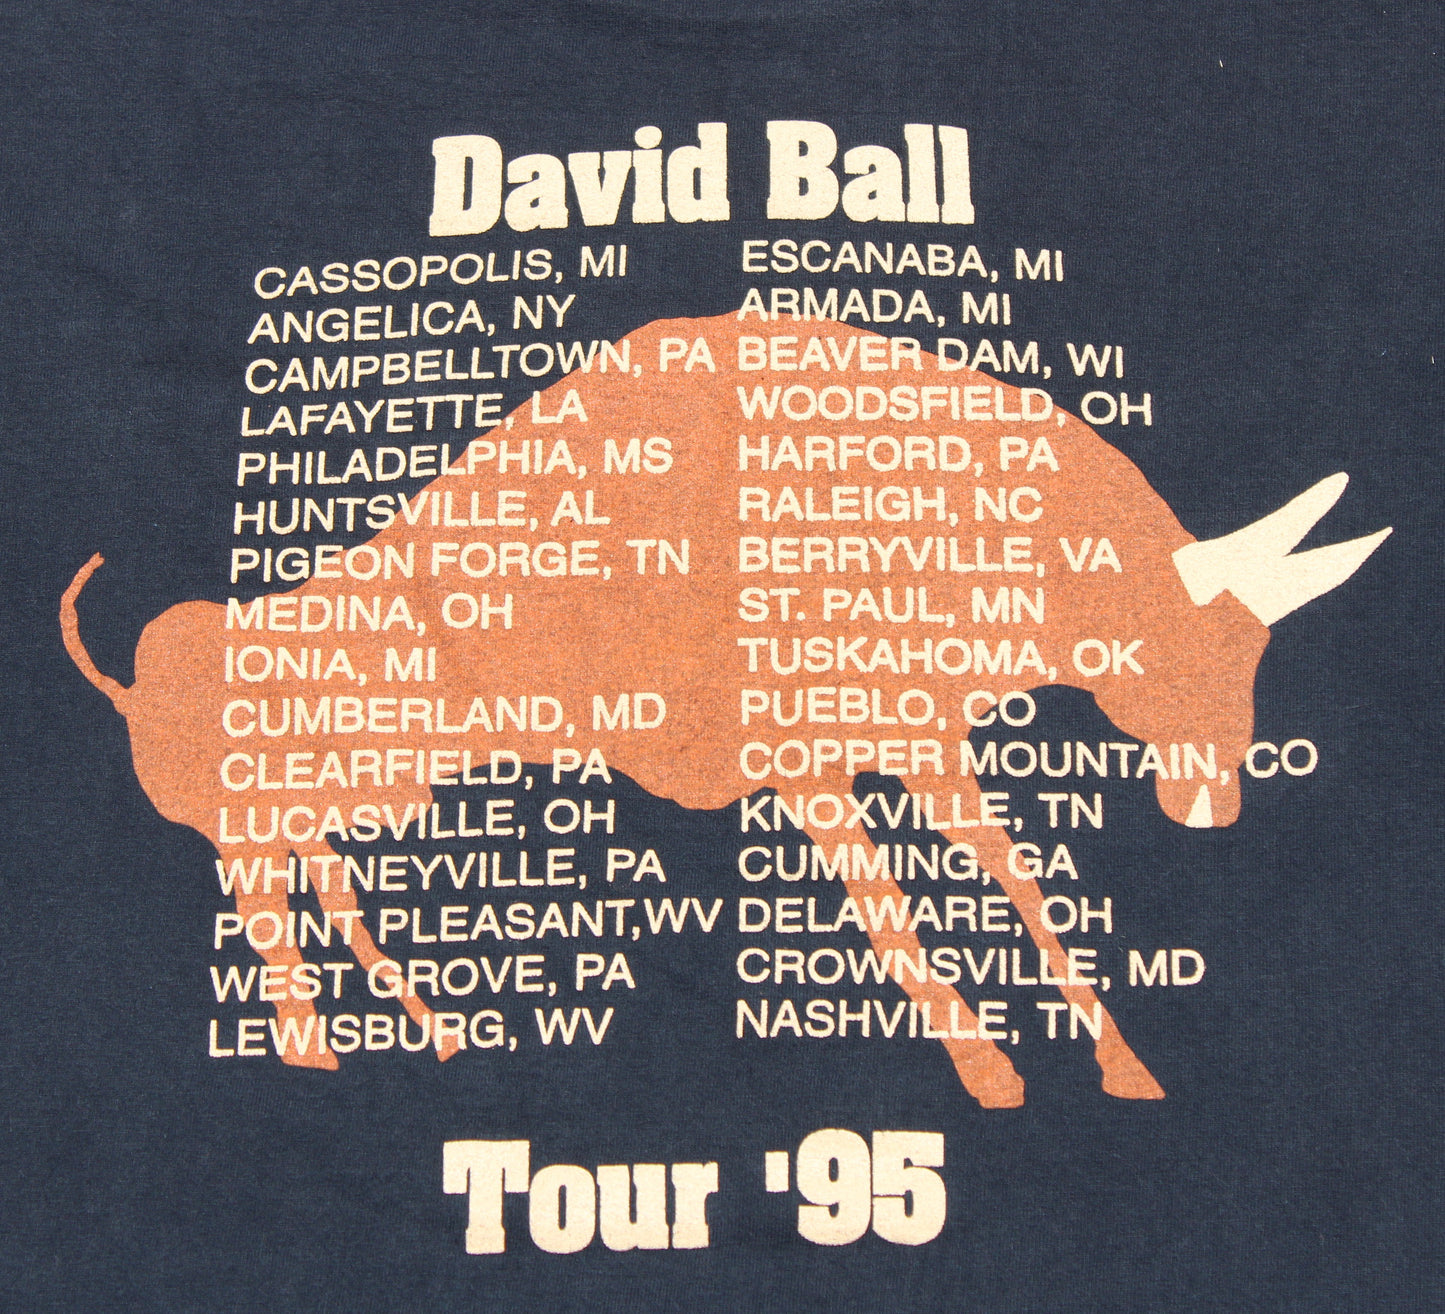 David Ball
CASSOPOLIS, MI
ANGELICA, NY
CAMPBELLTOWN, PA
LAFAYETTE, LA
PHILADELPHIA, MS
HUNTSVILLE, AL
PIGEON FORGE, TN
MEDINA, OH
IONIA, MI
CUMBERLAND, MD
CLEARFIELD, PA
LUCASVILLE, OH
WHITNEYVILLE, PA
POINT PLEASANT,WV
WEST GROVE, PA
LEWISBURG, WV
ESCANABA, MI
ARMADA, MI
BEAVER DAM, WI
WOODSFIELD, OH
HARFORD, PA
RALEIGH, NC
BERRYVILLE, VA
ST. PAUL, MN
TUSKAHOMA, OK
PUEBLO, CO
COPPER MOUNTAIN, CO
KNOXVILLE, TN
CUMMING, GA
DELAWARE, OH
CROWNSVILLE, MD
NASHVILLE, TN
Tour '95